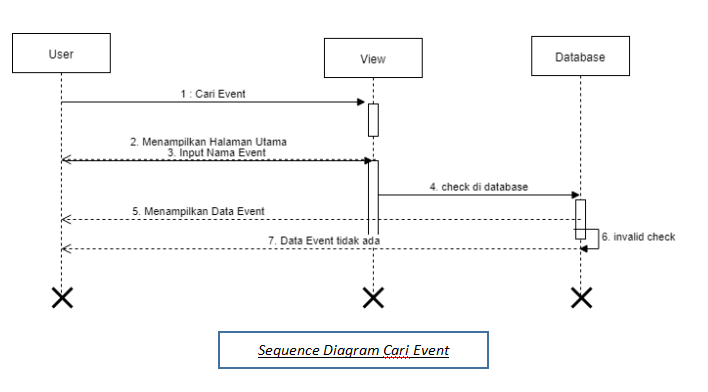 User
View
Database
1 : Cari Event
2. Menampilkan Halaman Utama
3. Input Nama Event
4. check di database
5. Menampilkan Data Event
6. invalid check
7. Data Event tidak ada
Sequence Diagram Cari Event